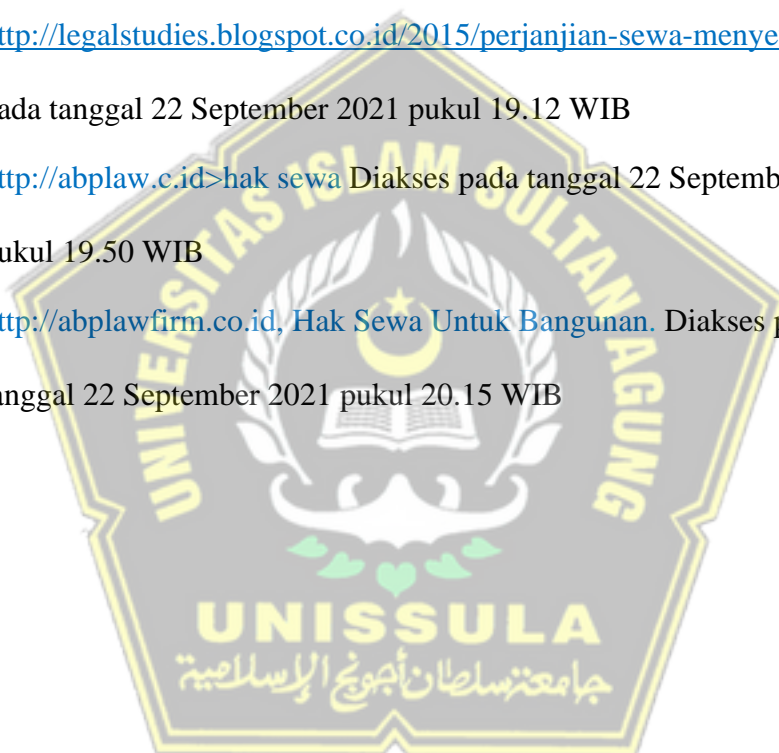 ttp://legalstudies.blogspot.co.id/2015/perjanjian-sewa-menye
ada tanggal 22 September 2021 pukul 19.12 WIB
ttp://abplaw.c.id>hak sewa Diakses pada tanggal 22 Septemb
ukul 19.50 WIB
ttp://abplawfirm.co.id, Hak Sewa Untuk Bangunan. Diakses p
anggal 22 September 2021 pukul 20.15 WIB
UNIVERSITAS ISLAM SULTAN AGUNG
UNISSULA
جامعتنسلطان أجونج الإسلامية